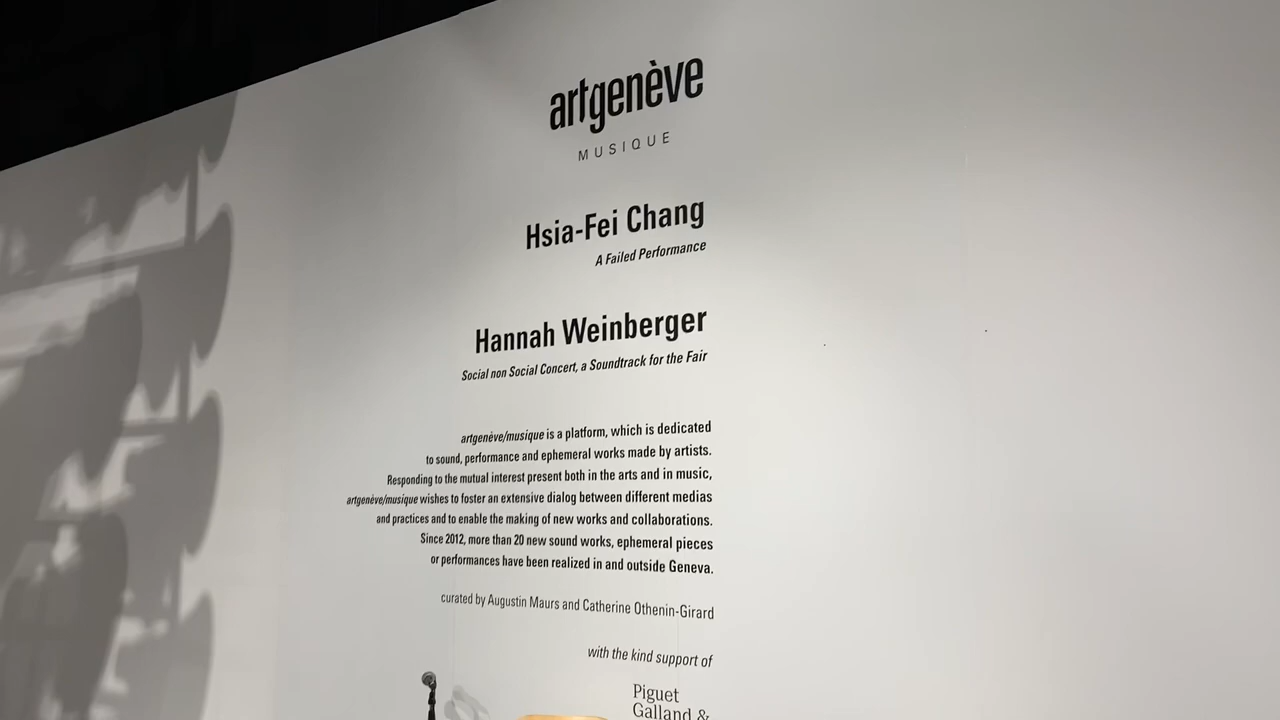 artgenève
MUSIQUE
Hsia-Fei Chang
A Failed Performance
Hannah Weinberger
Social non Social Concert, a Soundtrack for the Fair
artgenève/musique is a platform, which is dedicated
to sound, performance and ephemeral works made by artists.
Responding to the mutual interest present both in the arts and in music,
artgenève/musique wishes to foster an extensive dialog between different medias
and practices and to enable the making of new works and collaborations.
Since 2012, more than 20 new sound works, ephemeral pieces
or performances have been realized in and outside Geneva.
curated by Augustin Maurs and Catherine Othenin-Girard
with the kind support of
Piguet
Galland &